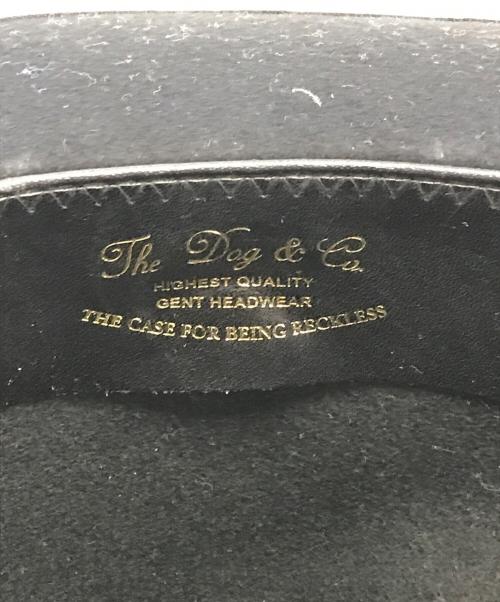 The Dog & Co.
HIGHEST QUALITY
GENT HEADWEAR
THE CASE FOR BEING RECKLESS